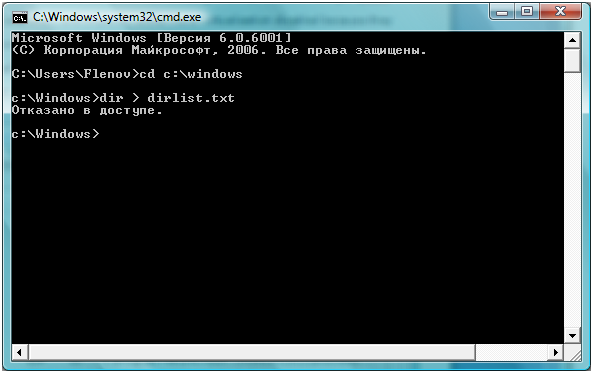 C:\Windows\system32\cmd.exe
Microsoft Windows [Версия 6.0.6001]
(C) Корпорация Майкрософт, 2006. Все права защищены.
C:\Users\Flenov>cd c:\windows
c:\Windows>dir > dirlist.txt
Отказано в доступе.
c:\Windows>